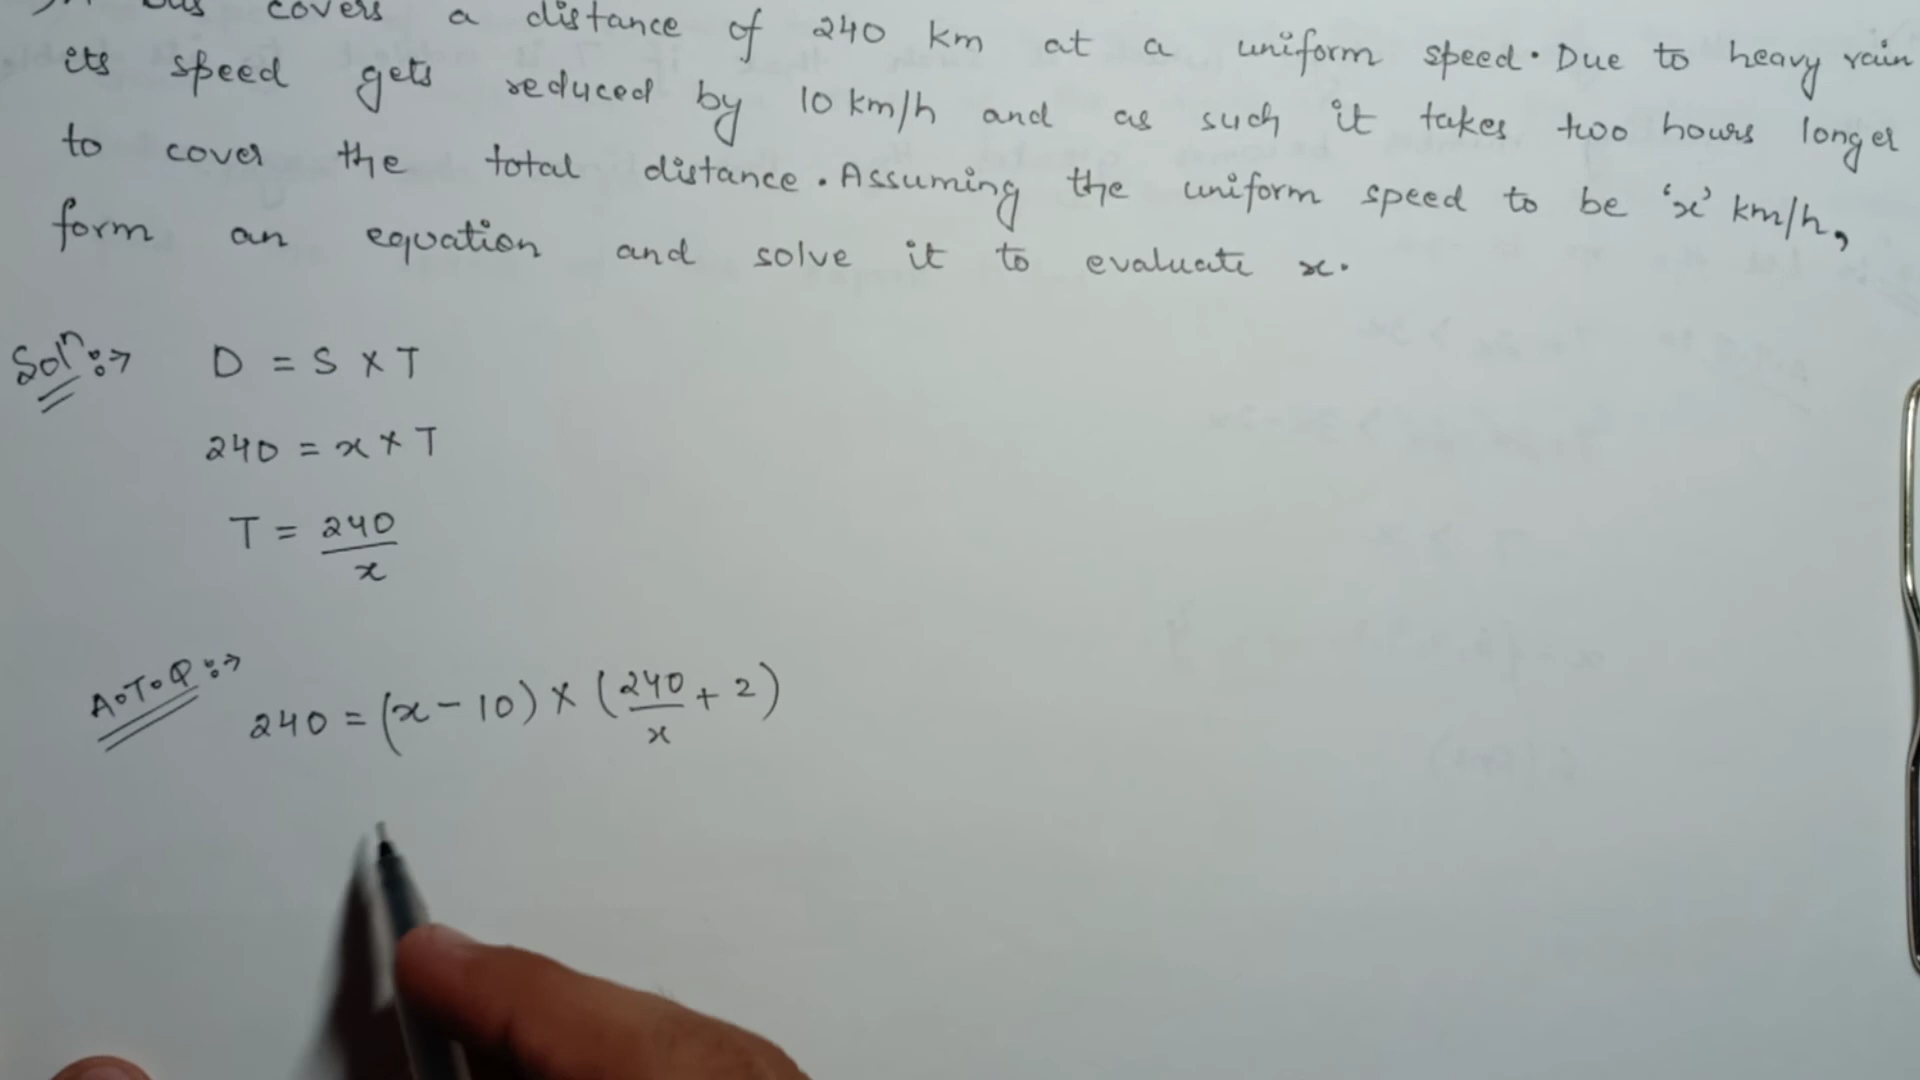 covers a distance of 240 km at a uniform speed. Due to heavy rain
its speed gets reduced by 10 km/h and as such it takes two hours longer
to cover the total distance. Assuming the uniform speed to be 'x' km/h,
form an equation and solve it to evaluate x.
Solⁿ:→ D = S × T
240 = x × T
T = 240/x
A.T.Q:→ 240 = (x - 10) × (240/x + 2)